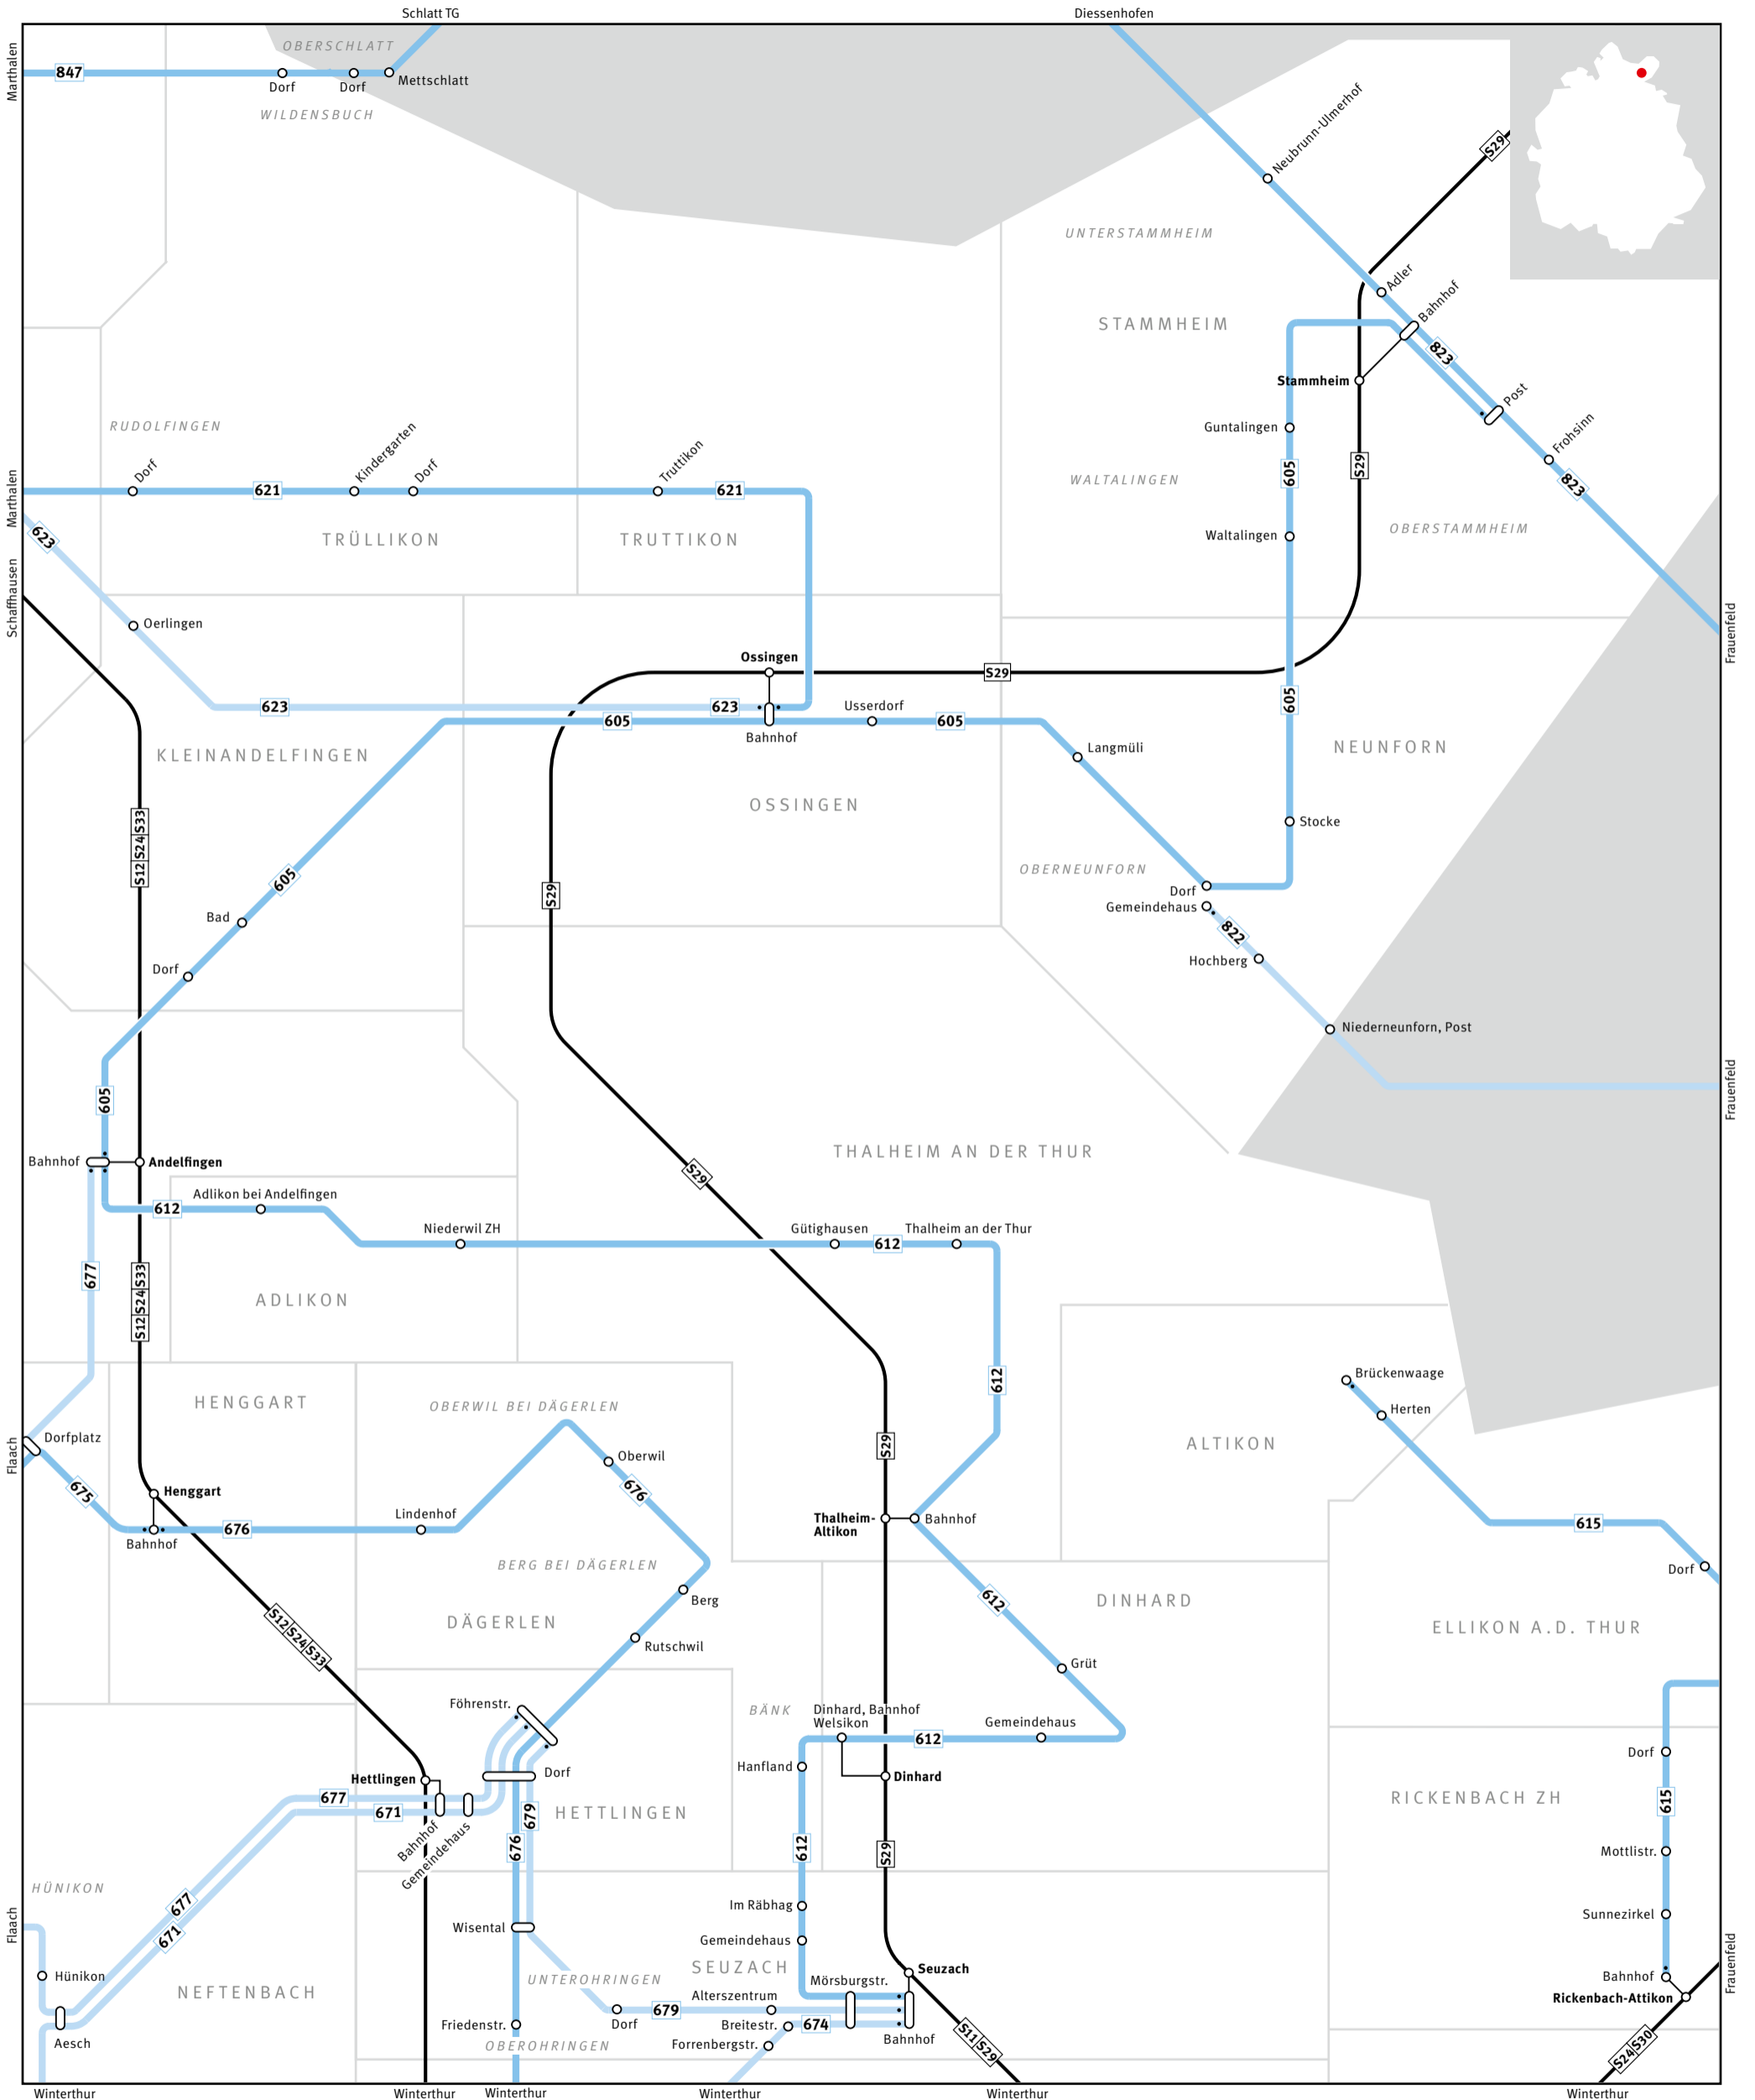 Schlatt TG
Diessenhofen
Marthalen
OBERSCHLATT
847
Dorf
Dorf
Mettschlatt
WILDENSBUCH
Neubrunn-Ulmerhof
S29
UNTERSTAMMHEIM
Adler
Bahnhof
STAMMHEIM
823
Stammheim
Post
RUDOLFINGEN
Guntalingen
Frohsinn
Dorf
Kindergarten
Dorf
Truttikon
605
S29
WALTALINGEN
823
Marthalen
621
621
623
TRÜLLIKON
TRUTTIKON
Waltalingen
OBERSTAMMHEIM
Schaffhausen
Oerlingen
Frauenfeld
Ossingen
S29
623
623
Usserdorf
605
605
605
Bahnhof
Langmüli
NEUNFORN
KLEINANDELFINGEN
OSSINGEN
Stocke
S12 S24 S33
605
S29
OBERNEUNFORN
Dorf
Gemeindehaus
Bad
822
Hochberg
Dorf
Niederneunforn, Post
605
Frauenfeld
Bahnhof
Andelfingen
THALHEIM AN DER THUR
S29
Adlikon bei Andelfingen
612
Niederwil ZH
Gütighausen
612
Thalheim an der Thur
677
S12 S24 S33
ADLIKON
612
Brückenwaage
HENGGART
OBERWIL BEI DÄGERLEN
Herten
Flaach
Dorfplatz
S29
ALTIKON
Oberwil
675
Henggart
676
Lindenhof
676
Bahnhof
Thalheim-
Altikon
Bahnhof
615
BERG BEI DÄGERLEN
Dorf
Berg
612
DINHARD
DÄGERLEN
ELLIKON A.D. THUR
S12 S24 S33
Rutschwil
Grüt
Föhrenstr.
BÄNK
Dinhard, Bahnhof
Welsikon
Gemeindehaus
612
Dorf
Hanfland
Hettlingen
Dorf
Dinhard
677
671
679
HETTLINGEN
RICKENBACH ZH
615
Bahnhof
Gemeindehaus
676
612
S29
Mottlistr.
HÜNIKON
677
671
Im Räbhag
Sunnezirkel
Flaach
Wisental
Gemeindehaus
Frauenfeld
Hünikon
NEFTENBACH
UNTEROHRINGEN
SEUZACH
Seuzach
Mörsburgstr.
Bahnhof
Alterszentrum
Rickenbach-Attikon
679
Dorf
Friedenstr.
Breitestr.
674
Bahnhof
Aesch
OBEROHRINGEN
Forrenbergstr.
S11 S29
S24 S30
Winterthur
Winterthur
Winterthur
Winterthur
Winterthur
Winterthur